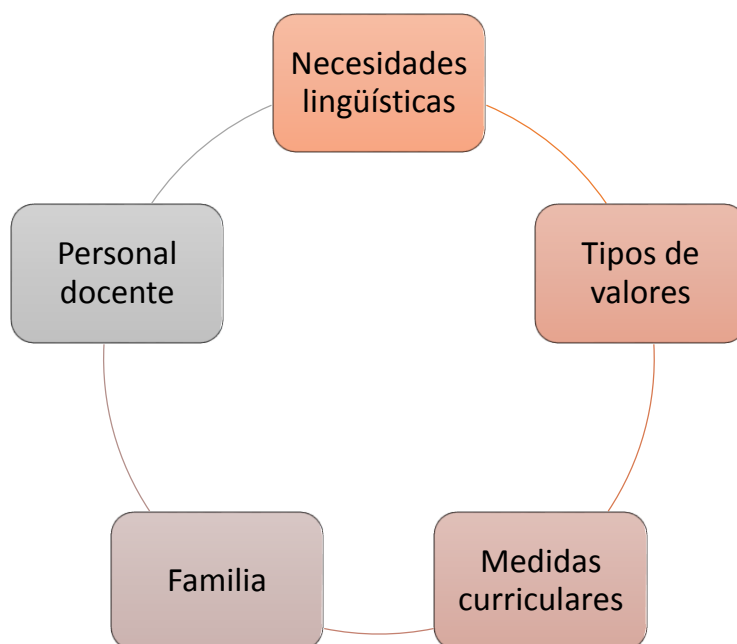 Necesidades
lingüísticas
Tipos de
valores
Medidas
curriculares
Familia
Personal
docente